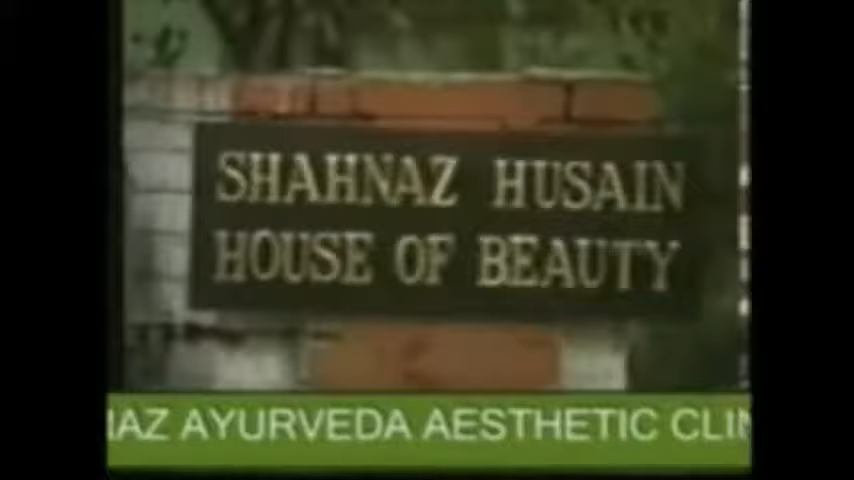 SHAHNAZ HUSAIN
HOUSE OF BEAUTY
AZ AYURVEDA AESTHETIC CLIN